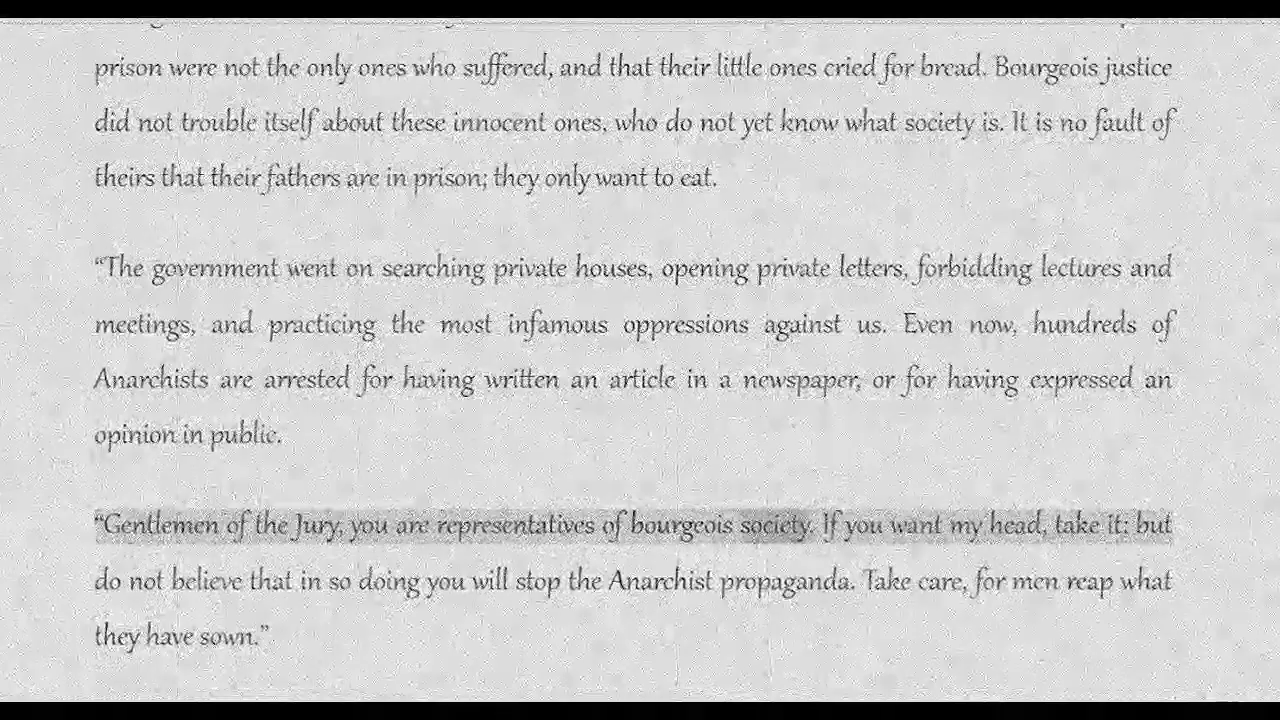 prison were not the only ones who suffered, and that their little ones cried for bread. Bourgeois justice
did not trouble itself about these innocent ones, who do not yet know what society is. It is no fault of
theirs that their fathers are in prison; they only want to eat.
“The government went on searching private houses, opening private letters, forbidding lectures and
meetings, and practicing the most infamous oppressions against us. Even now, hundreds of
Anarchists are arrested for having written an article in a newspaper, or for having expressed an
opinion in public.
“Gentlemen of the Jury, you are representatives of bourgeois society. If you want my head, take it: but
do not believe that in so doing you will stop the Anarchist propaganda. Take care, for men reap what
they have sown.”